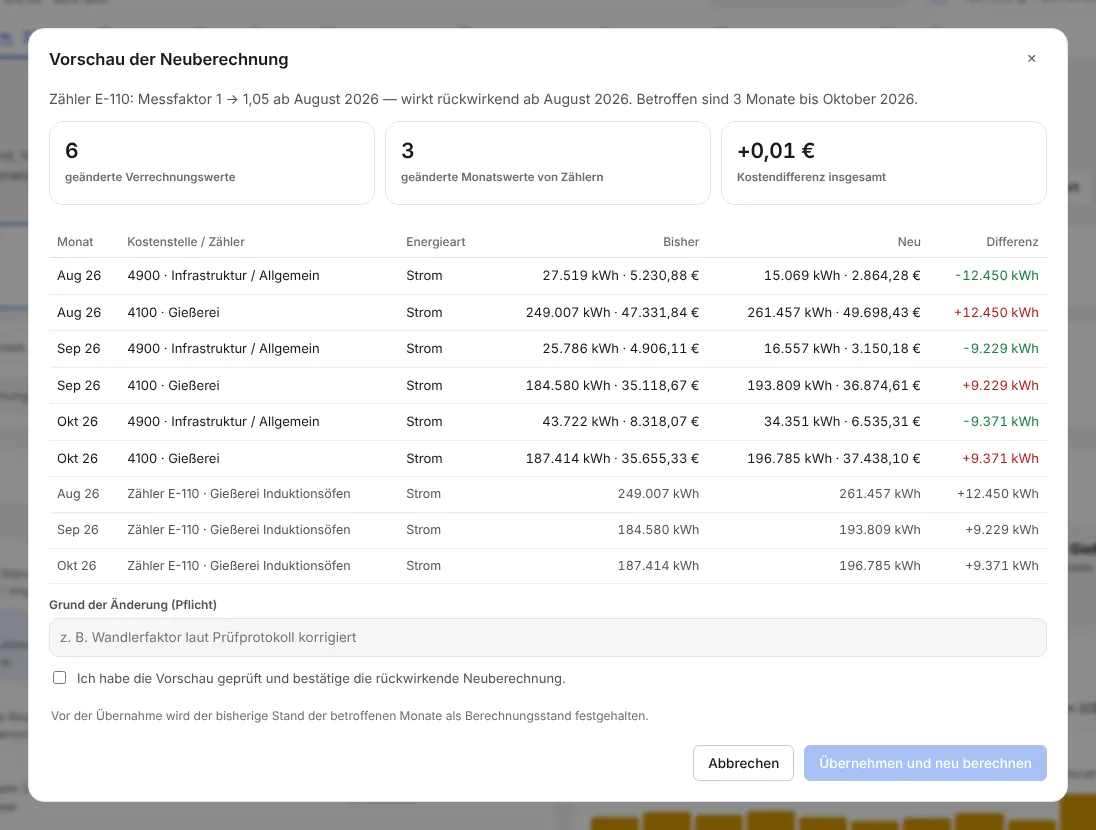 Vorschau der Neuberechnung
×
Zähler E-110: Messfaktor 1 → 1,05 ab August 2026 — wirkt rückwirkend ab August 2026. Betroffen sind 3 Monate bis Oktober 2026.
6
geänderte Verrechnungswerte
3
geänderte Monatswerte von Zählern
+0,01 €
Kostendifferenz insgesamt
Monat Kostenstelle / Zähler Energieart Bisher Neu Differenz
Aug 26 4900 · Infrastruktur / Allgemein Strom 27.519 kWh · 5.230,88 € 15.069 kWh · 2.864,28 € -12.450 kWh
Aug 26 4100 · Gießerei Strom 249.007 kWh · 47.331,84 € 261.457 kWh · 49.698,43 € +12.450 kWh
Sep 26 4900 · Infrastruktur / Allgemein Strom 25.786 kWh · 4.906,11 € 16.557 kWh · 3.150,18 € -9.229 kWh
Sep 26 4100 · Gießerei Strom 184.580 kWh · 35.118,67 € 193.809 kWh · 36.874,61 € +9.229 kWh
Okt 26 4900 · Infrastruktur / Allgemein Strom 43.722 kWh · 8.318,07 € 34.351 kWh · 6.535,31 € -9.371 kWh
Okt 26 4100 · Gießerei Strom 187.414 kWh · 35.655,33 € 196.785 kWh · 37.438,10 € +9.371 kWh
Aug 26 Zähler E-110 · Gießerei Induktionsöfen Strom 249.007 kWh 261.457 kWh +12.450 kWh
Sep 26 Zähler E-110 · Gießerei Induktionsöfen Strom 184.580 kWh 193.809 kWh +9.229 kWh
Okt 26 Zähler E-110 · Gießerei Induktionsöfen Strom 187.414 kWh 196.785 kWh +9.371 kWh
Grund der Änderung (Pflicht)
z. B. Wandlerfaktor laut Prüfprotokoll korrigiert
Ich habe die Vorschau geprüft und bestätige die rückwirkende Neuberechnung.
Vor der Übernahme wird der bisherige Stand der betroffenen Monate als Berechnungsstand festgehalten.
Abbrechen
Übernehmen und neu berechnen